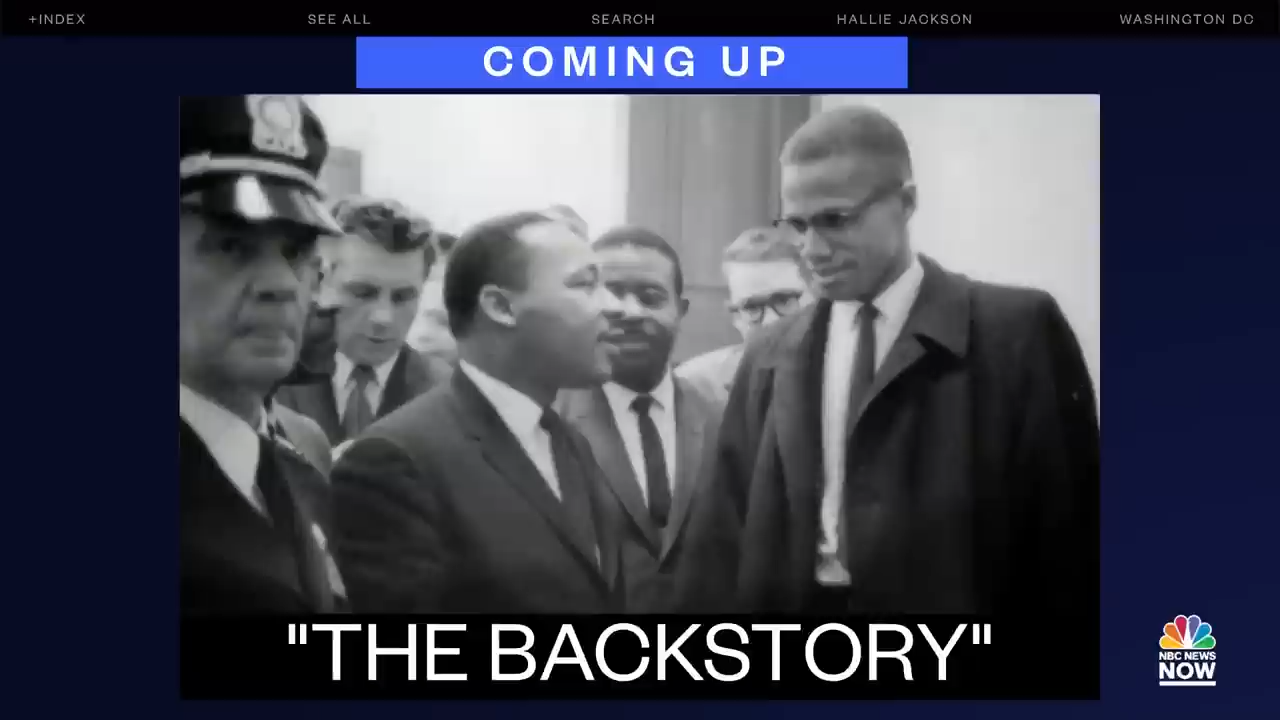 +INDEX
SEE ALL
SEARCH
HALLIE JACKSON
WASHINGTON DC
COMING UP
"THE BACKSTORY"
NBC NEWS
NOW